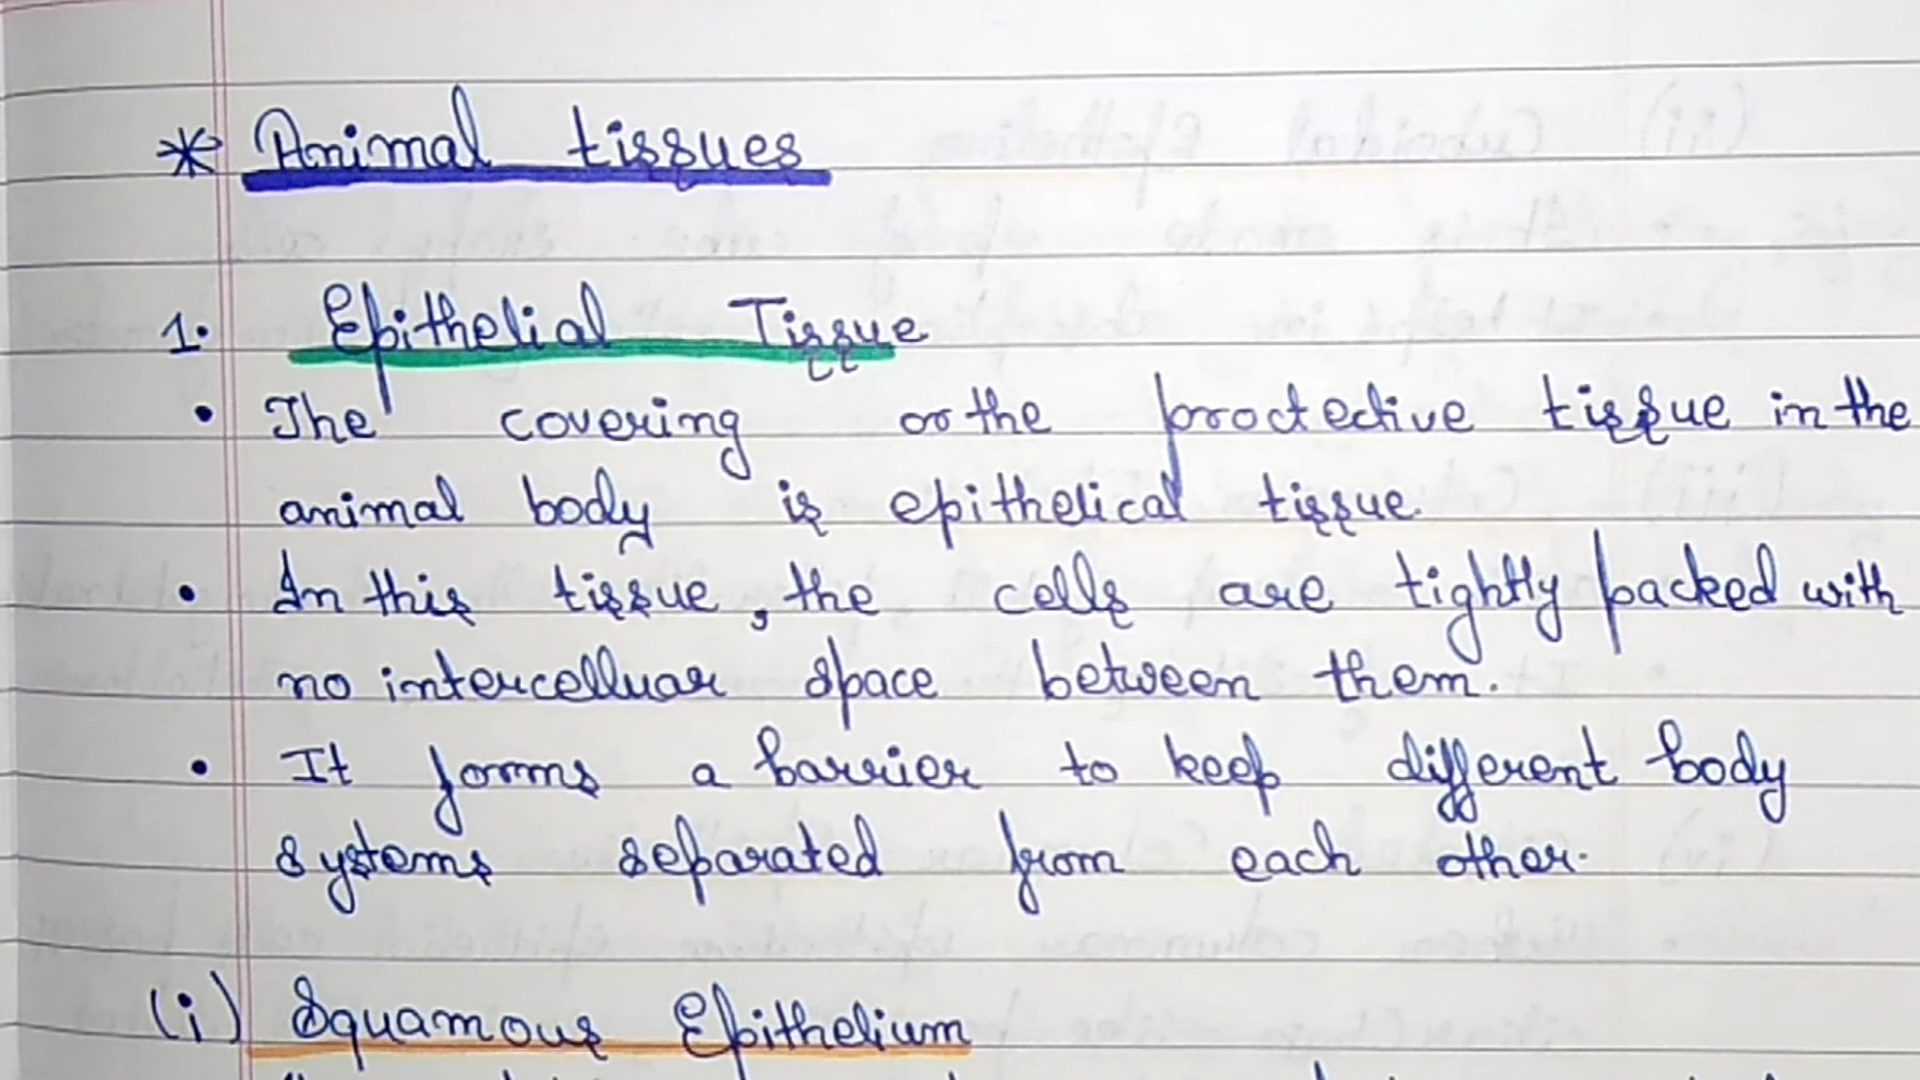 * Animal tissues
1. Epithelial Tissue
• The covering or the proctective tissue in the
animal body is epithelical tissue.
• In this tissue, the cells are tightly packed with
no intercelluar space between them.
• It forms a barrier to keep different body
systems separated from each other.
(i) Squamous Epithelium